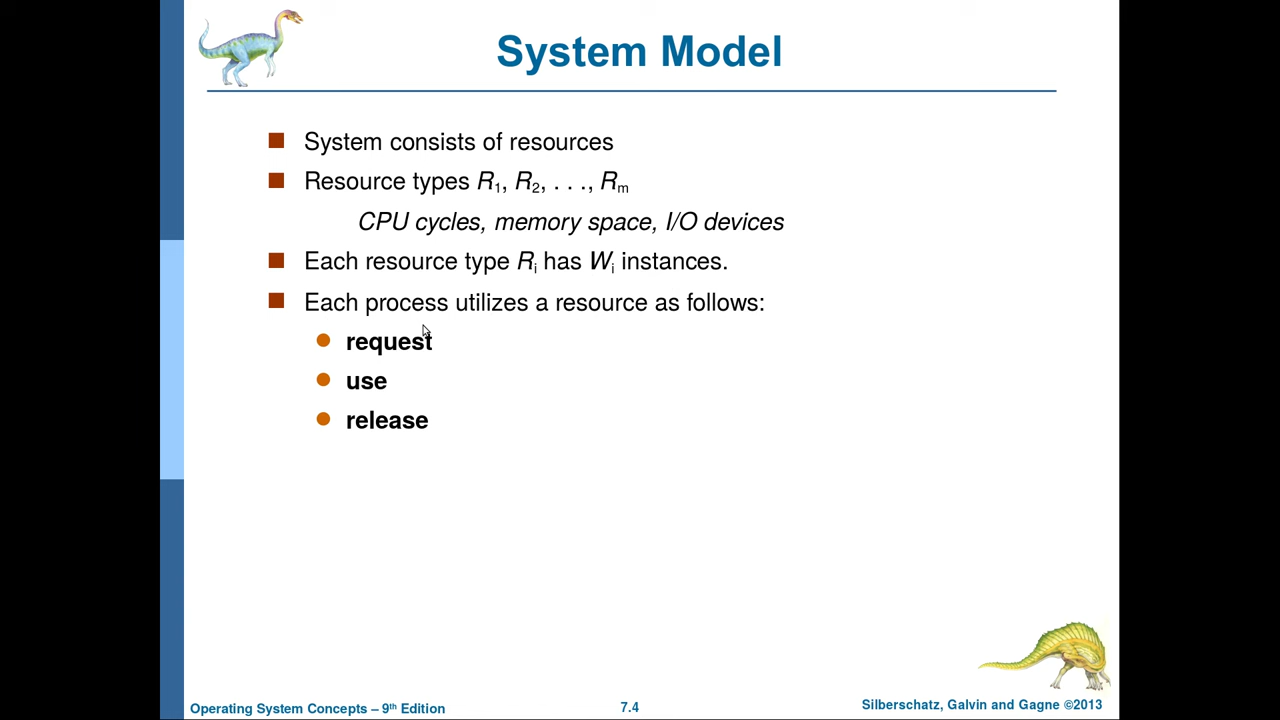 System Model
System consists of resources
Resource types R1, R2, . . ., Rm
CPU cycles, memory space, I/O devices
Each resource type Ri has Wi instances.
Each process utilizes a resource as follows:
request
use
release
Operating System Concepts – 9th Edition
7.4
Silberschatz, Galvin and Gagne ©2013